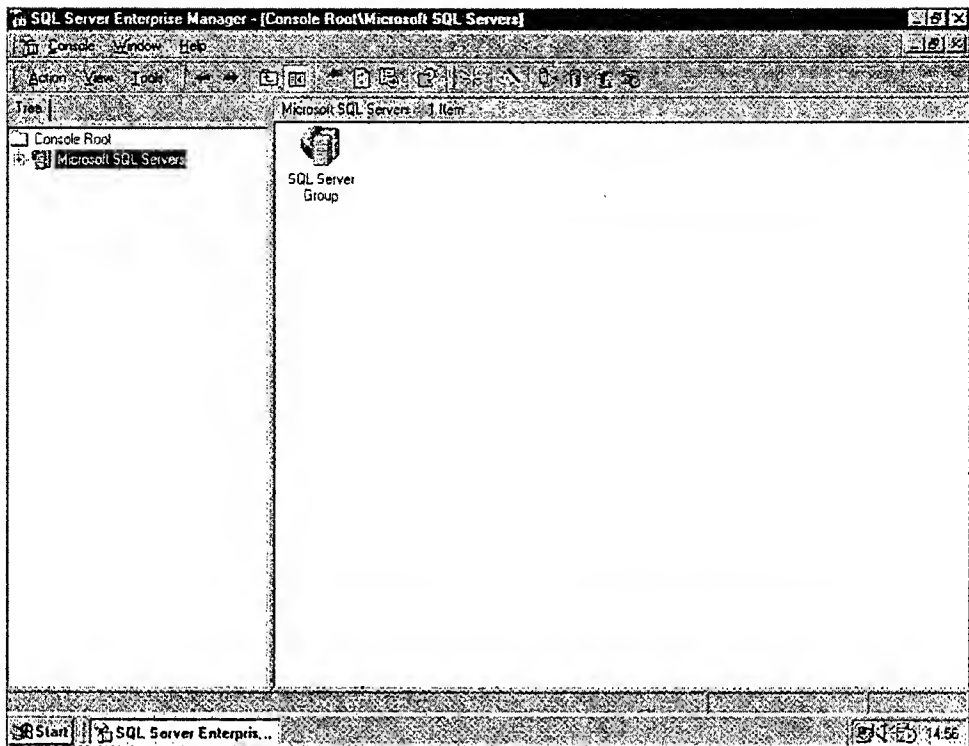 SQL Server Enterprise Manager - [Console Root\Microsoft SQL Servers]
Console Window Help
Action View Tools
Tree
Microsoft SQL Servers 1 Item
Console Root
Microsoft SQL Servers
SQL Server
Group
Start
SQL Server Enterpris...
14:56